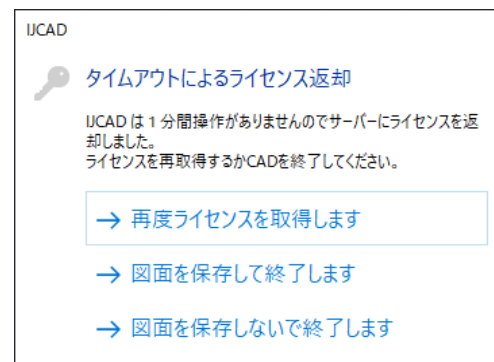 IJCAD
タイムアウトによるライセンス返却
IJCAD は 1 分間操作がありませんのでサーバーにライセンスを返
却しました。
ライセンスを再取得するかCADを終了してください。
→ 再度ライセンスを取得します
→ 図面を保存して終了します
→ 図面を保存しないで終了します